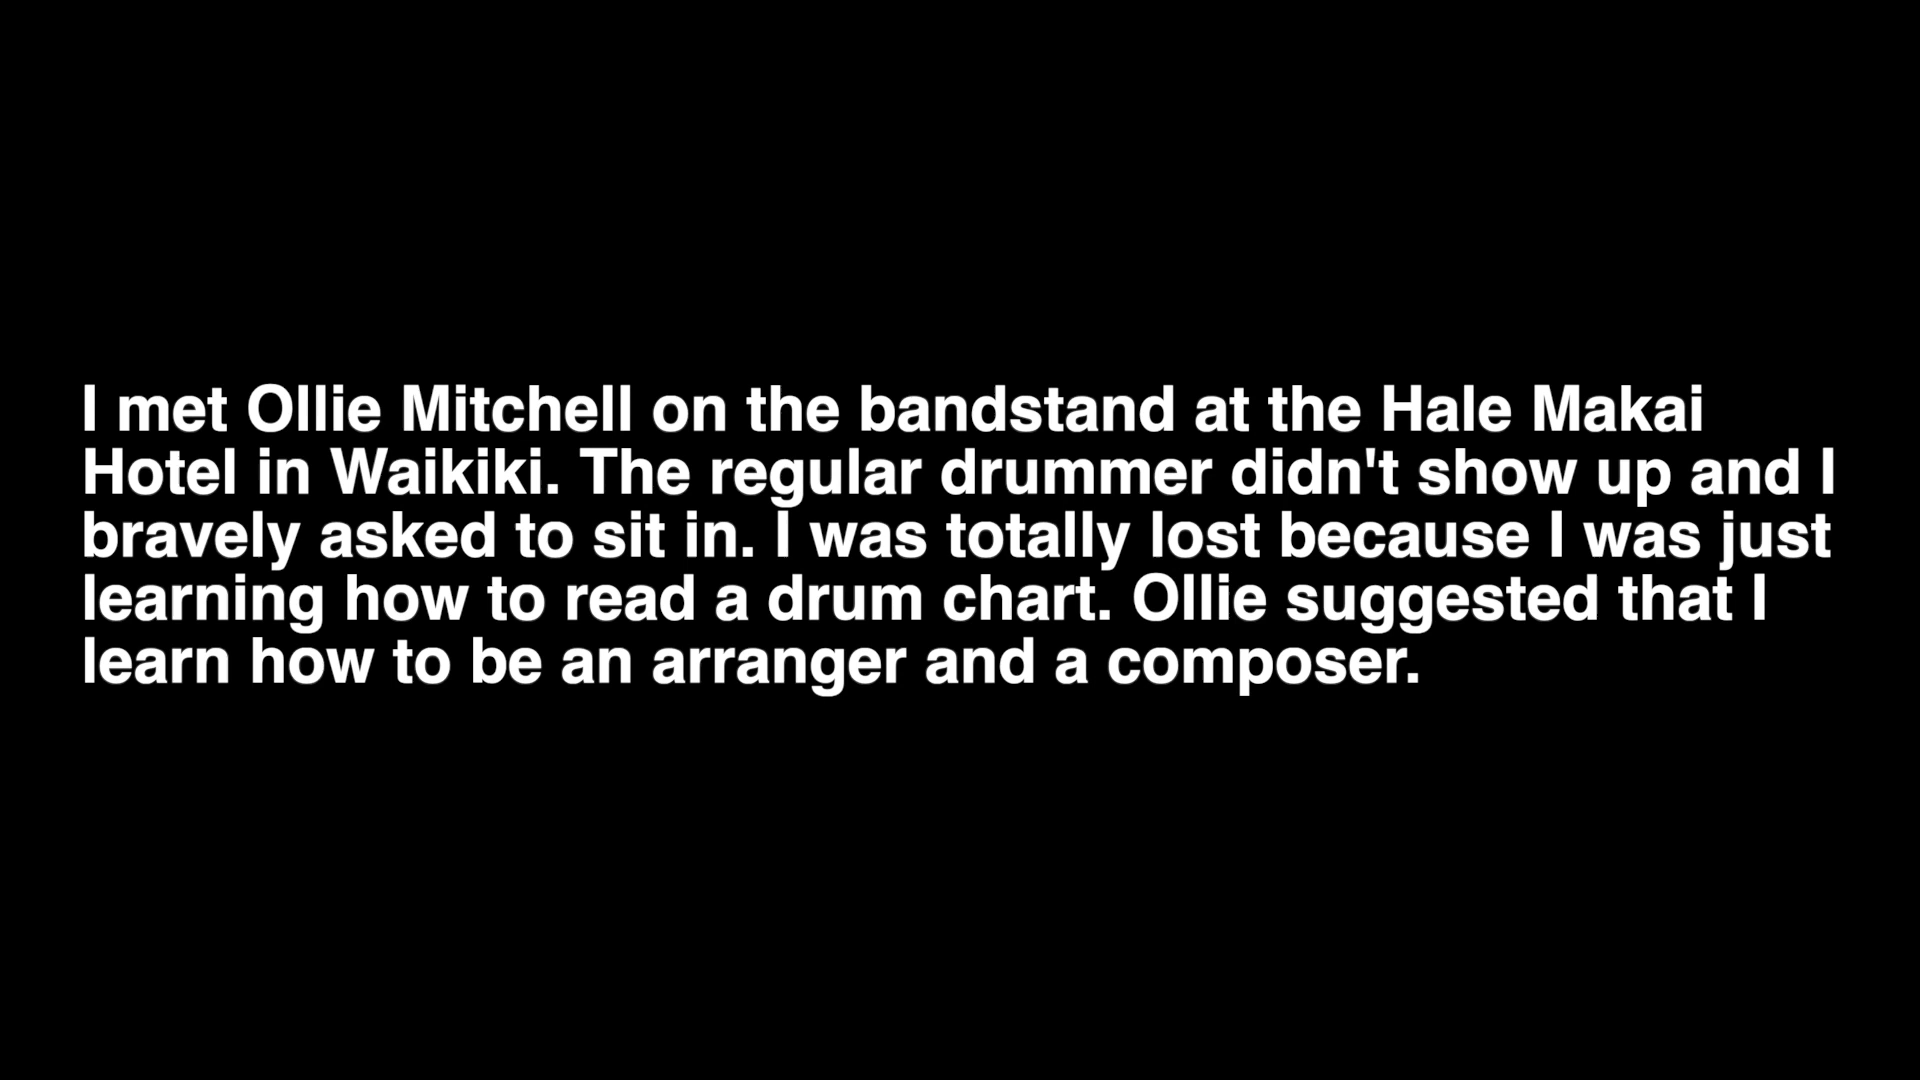 I met Ollie Mitchell on the bandstand at the Hale Makai
Hotel in Waikiki. The regular drummer didn't show up and I
bravely asked to sit in. I was totally lost because I was just
learning how to read a drum chart. Ollie suggested that I
learn how to be an arranger and a composer.